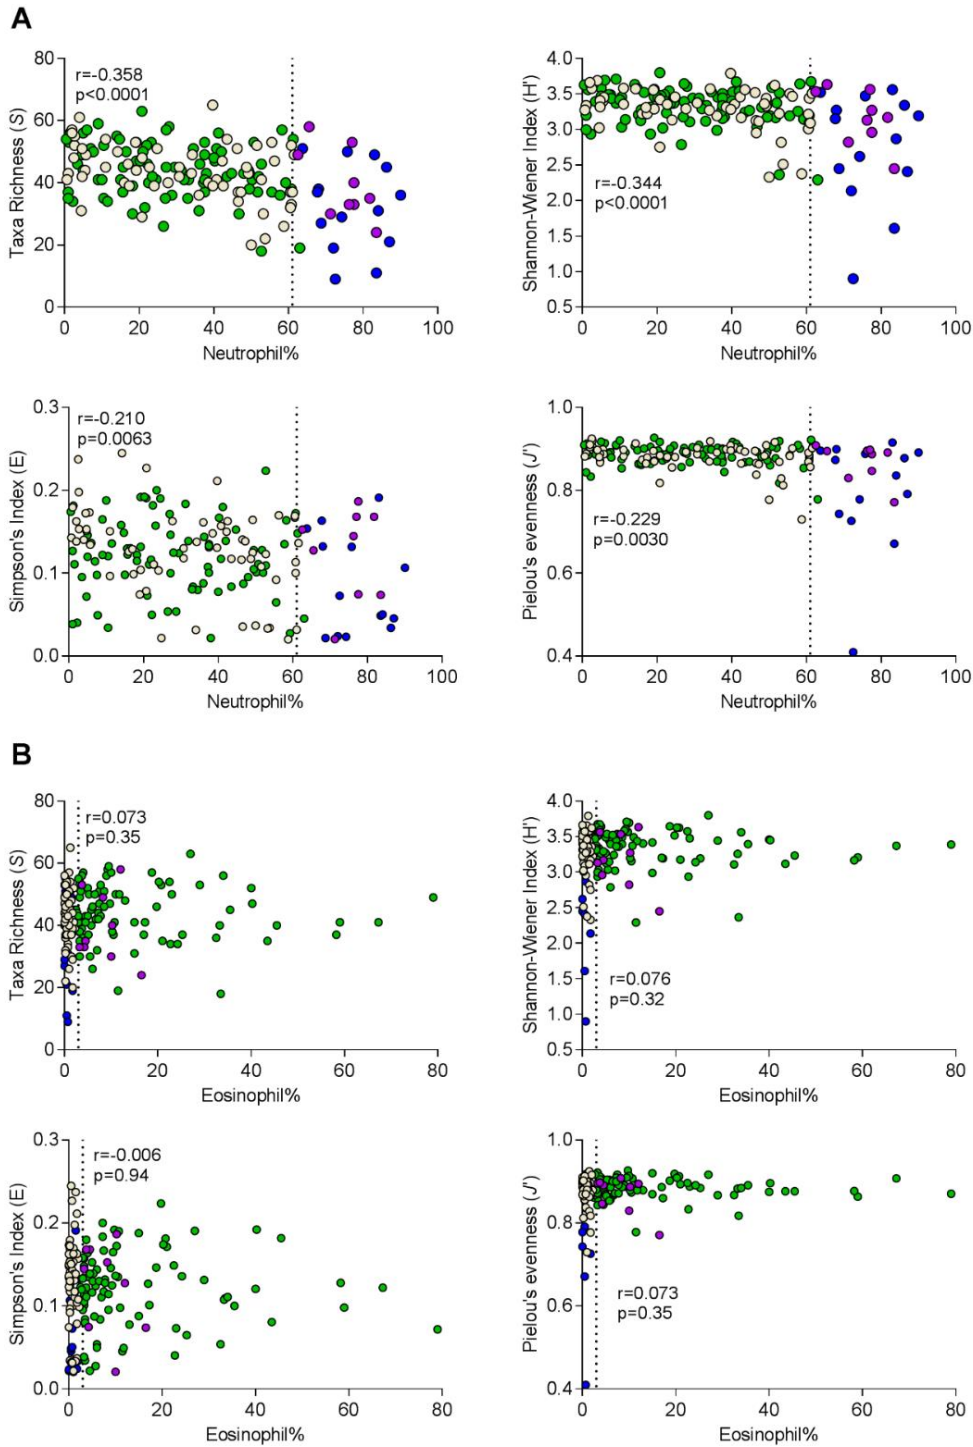 A
80
60
40
20
0
Taxa Richness (S)
r=-0.358
p<0.0001
0 20 40 60 80 100
Neutrophil%
4.0
3.5
3.0
2.5
2.0
1.5
1.0
0.5
Shannon-Wiener Index (H')
r=-0.344
p<0.0001
0 20 40 60 80 100
Neutrophil%
0.3
0.2
0.1
0.0
Simpson's Index (E)
r=-0.210
p=0.0063
0 20 40 60 80 100
Neutrophil%
1.0
0.8
0.6
0.4
Pielou's evenness (J')
r=-0.229
p=0.0030
0 20 40 60 80 100
Neutrophil%
B
80
60
40
20
0
Taxa Richness (S)
r=0.073
p=0.35
0 20 40 60 80
Eosinophil%
4.0
3.5
3.0
2.5
2.0
1.5
1.0
0.5
Shannon-Wiener Index (H')
r=0.076
p=0.32
0 20 40 60 80
Eosinophil%
0.3
0.2
0.1
0.0
Simpson's Index (E)
r=-0.006
p=0.94
0 20 40 60 80
Eosinophil%
1.0
0.8
0.6
0.4
Pielou's evenness (J')
r=0.073
p=0.35
0 20 40 60 80
Eosinophil%